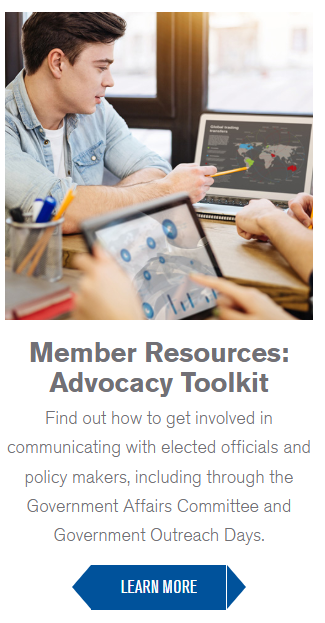 Member Resources:
Advocacy Toolkit
Find out how to get involved in
communicating with elected officials and
policy makers, including through the
Government Affairs Committee and
Government Outreach Days.
LEARN MORE